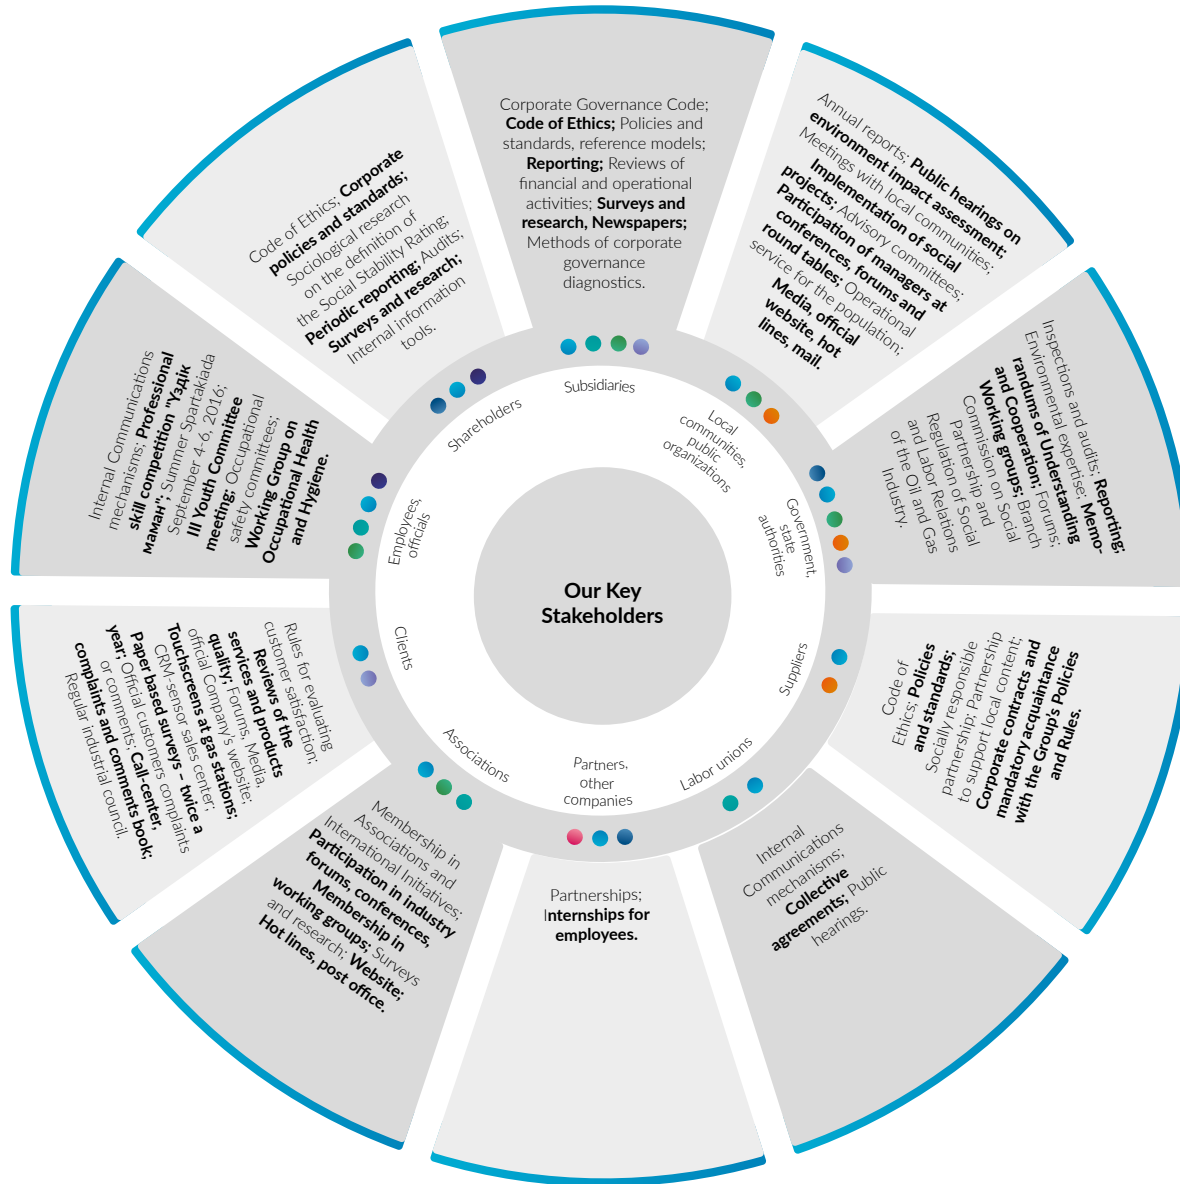 Corporate Governance Code;
Code of Ethics; Policies and
standards, reference models;
Reporting; Reviews of
financial and operational
activities; Surveys and
research, Newspapers;
Methods of corporate
governance
diagnostics.
Subsidiaries
Annual reports; Public hearings on
environment impact assessment;
Meetings with local communities;
Implementation of social
projects; Advisory committees;
Participation of managers at
conferences, forums and
round tables; Operational
service for the population;
Media, official
website, hot
lines, mail.
Local
communities,
public
organizations
Inspections and audits; Reporting;
Environmental expertise; Memo-
randums of Understanding
and Cooperation; Forums;
Working groups; Branch
Commission on Social
Partnership and
Regulation of Social
and Labor Relations
of the Oil and Gas
Industry.
Government,
state
authorities
Code of
Ethics; Policies
and standards;
Socially responsible
partnership; Partnership
to support local content;
Corporate contracts and
mandatory acquaintance
with the Group's Policies
and Rules.
Suppliers
Internal
Communications
mechanisms;
Collective
agreements; Public
hearings.
Labor unions
Partners,
other
companies
Partnerships;
Internships for
employees.
Associations
Membership in
Associations and
International Initiatives;
Participation in industry
forums, conferences,
Membership in
working groups; Surveys
and research; Website;
Hot lines, post office.
Clients
Rules for evaluating
customer satisfaction;
Reviews of the
services and products
quality; Forums, Media,
official Company's website;
Touchscreens at gas stations;
CRM-sensor sales center;
Paper based surveys – twice a
year; Official customers complaints
or comments; Call-center,
complaints and comments book;
Regular industrial council.
Employees,
officials
Internal Communications
mechanisms; Professional
skill competition "Үздік
маман"; Summer Spartakiada
September 4-6, 2016;
III Youth Committee
meeting; Occupational
safety committees;
Working Group on
Occupational Health
and Hygiene.
Shareholders
Code of Ethics; Corporate
policies and standards;
Sociological research
on the definition of
the Social Stability Rating;
Periodic reporting; Audits;
Surveys and research;
Internal information
tools.
Our Key
Stakeholders